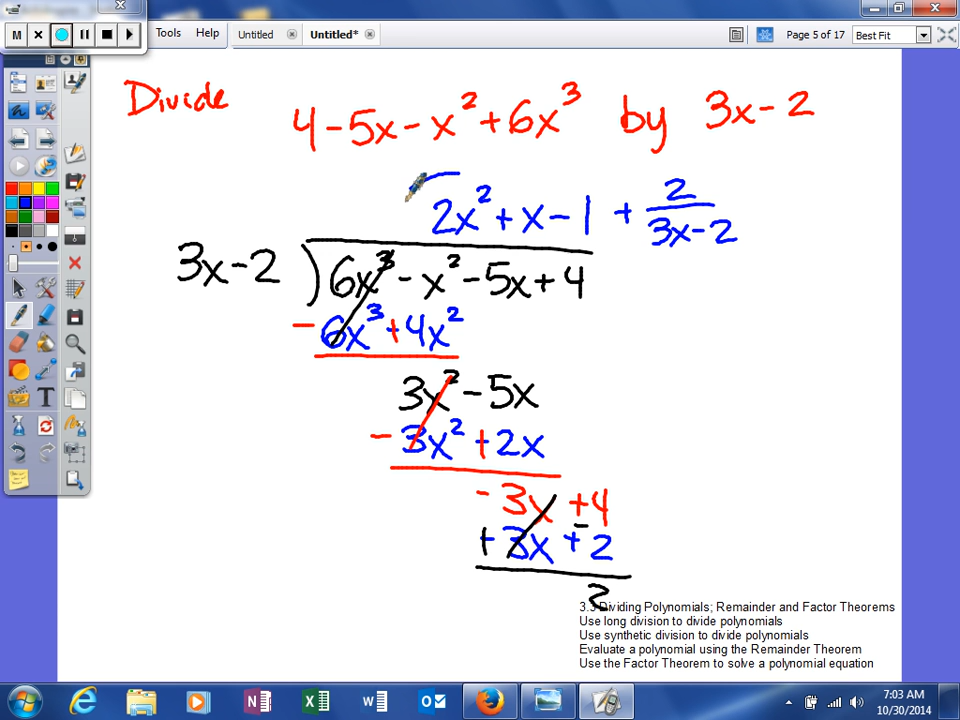 M
Tools Help Untitled Untitled* Page 5 of 17 Best Fit
Divide 4 - 5x - x² + 6x³ by 3x - 2
2x² + x - 1 + 2/(3x - 2)
3x - 2 ) 6x³ - x² - 5x + 4
- 6x³ + 4x²
3x² - 5x
- 3x² + 2x
- 3x + 4
+ 3x + 2
2
3.3 Dividing Polynomials; Remainder and Factor Theorems
Use long division to divide polynomials
Use synthetic division to divide polynomials
Evaluate a polynomial using the Remainder Theorem
Use the Factor Theorem to solve a polynomial equation
7:03 AM
10/30/2014